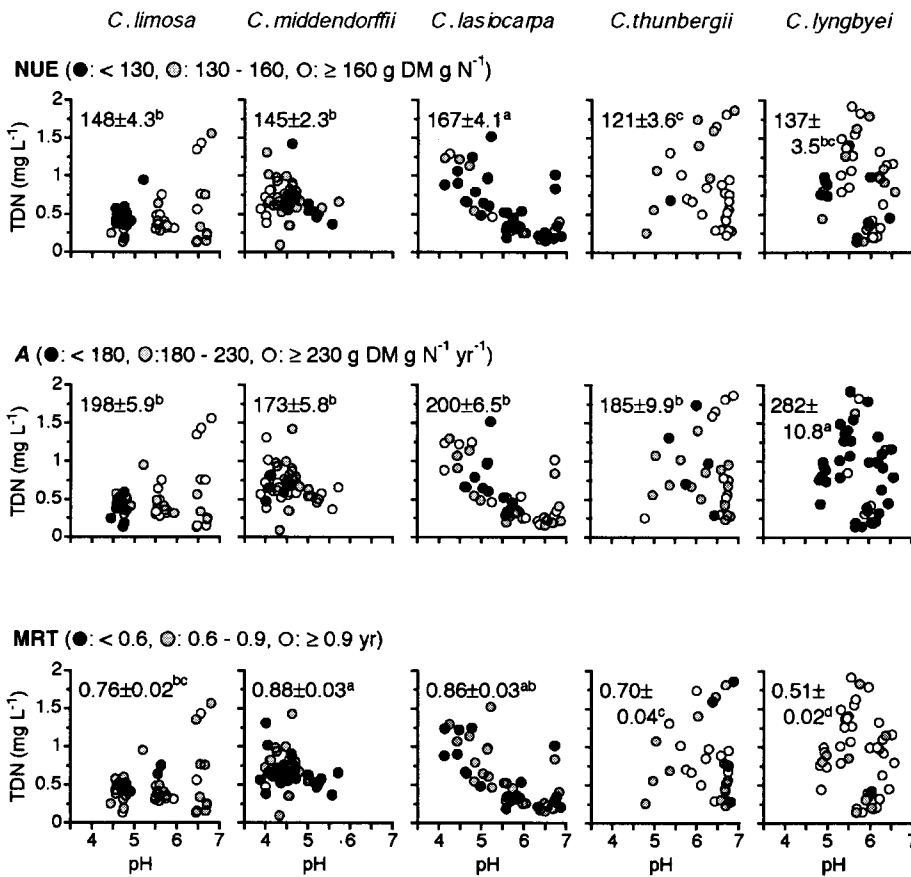 C. limosa C. middendorffii C. lasiocarpa C. thunbergii C. lyngbyei
NUE (●: < 130, ◍: 130 - 160, ○: ≥ 160 g DM g N⁻¹)
TDN (mg L⁻¹)
2
1.5
1
0.5
0
148±4.3ᵇ 145±2.3ᵇ 167±4.1ᵃ 121±3.6ᶜ 137±
3.5ᵇᶜ
A (●: < 180, ◍:180 - 230, ○: ≥ 230 g DM g N⁻¹ yr⁻¹)
TDN (mg L⁻¹)
2
1.5
1
0.5
0
198±5.9ᵇ 173±5.8ᵇ 200±6.5ᵇ 185±9.9ᵇ 282±
10.8ᵃ
MRT (●: < 0.6, ◍: 0.6 - 0.9, ○: ≥ 0.9 yr)
TDN (mg L⁻¹)
2
1.5
1
0.5
0
0.76±0.02ᵇᶜ 0.88±0.03ᵃ 0.86±0.03ᵃᵇ 0.70± 0.51±
0.04ᶜ 0.02ᵈ
4 5 6 7 4 5 6 7 4 5 6 7 4 5 6 7 4 5 6 7
pH pH pH pH pH